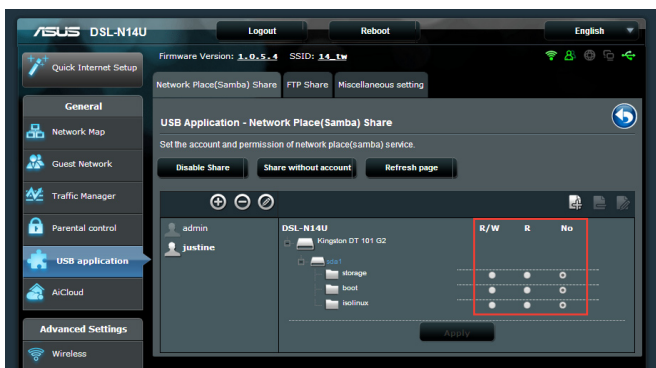 ASUS DSL-N14U Logout Reboot English
Quick Internet Setup
Firmware Version: 1.0.5.4 SSID: 14_tw
Network Place(Samba) Share FTP Share Miscellaneous setting
General
Network Map
Guest Network
Traffic Manager
Parental control
USB application
AiCloud
Advanced Settings
Wireless
USB Application - Network Place(Samba) Share
Set the account and permission of network place(samba) service.
Disable Share Share without account Refresh page
admin
justine
DSL-N14U R/W R No
Kingston DT 101 G2
sda1
storage
boot
isolinux
Apply